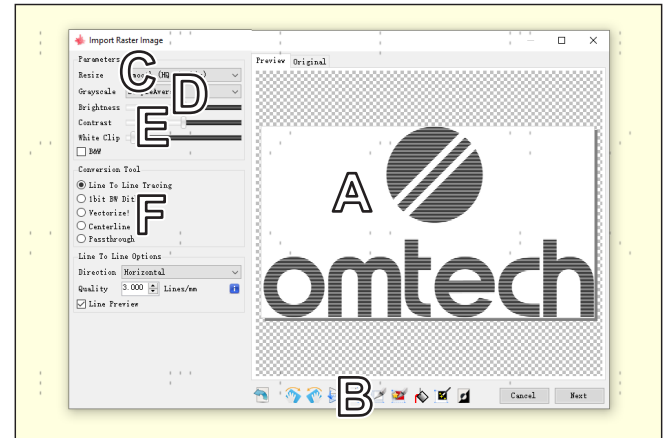 Import Raster Image
Parameters
Preview Original
Resize C
Grayscale D
Brightness
Contrast E
White Clip
B&W
Conversion Tool
Line To Line Tracing
1bit BW Dit
Vectorize! F
Centerline
Passthrough
A
omtech
Line To Line Options
Direction Horizontal
Quality 3.000 Lines/mm
Line Preview
B
Cancel Next